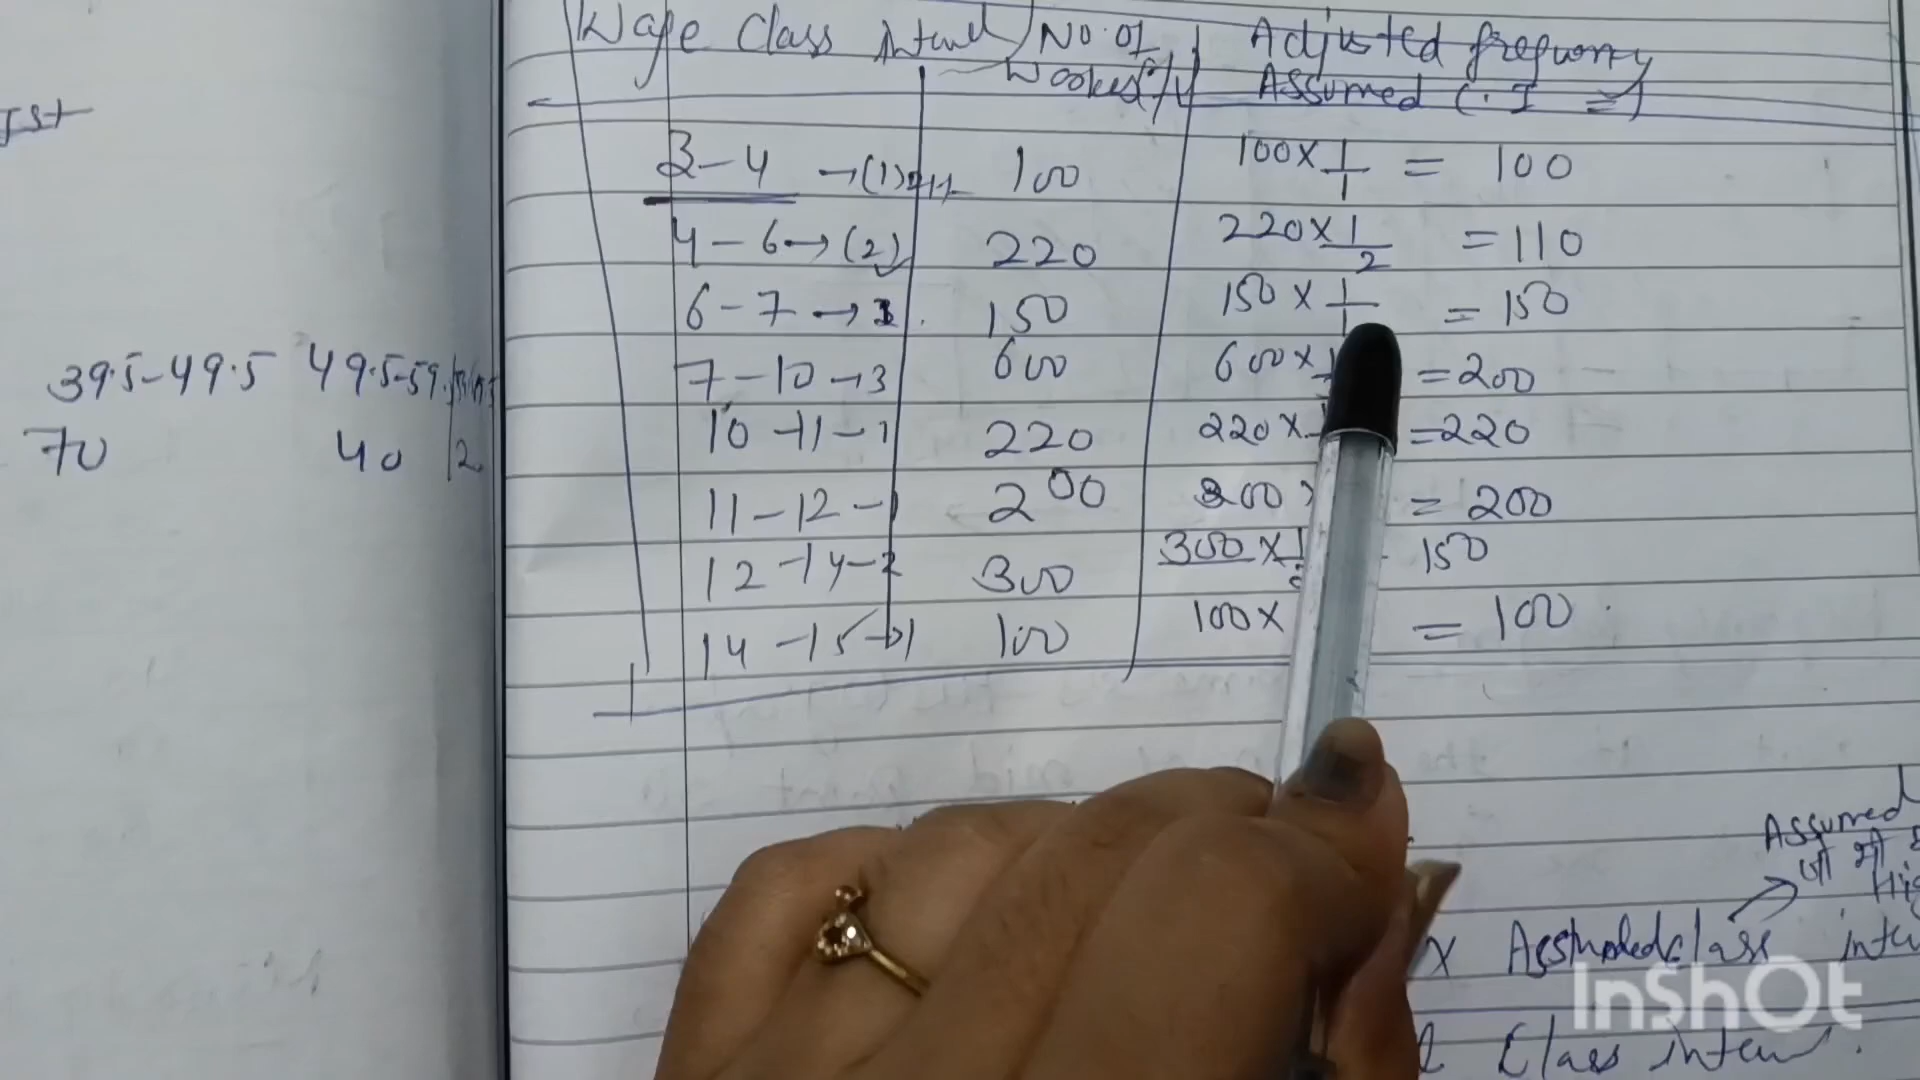 Wage Class Interval No. of Adjusted frequency
Workers(f) Assumed C.I =1
3-4 →(1) 100 100×1/1 = 100
4-6→(2) 220 220×1/2 =110
6-7→1 150 150×1/1 =150
7-10→3 600 600×1 =200
10-11-1 220 220× =220
11-12-1 200 200× =200
12-14-2 300 300×1 150
14-15→1 100 100× =100
39.5-49.5 49.5-59.
70 40 2
Assumed
× Assumed class
Class
InShOt